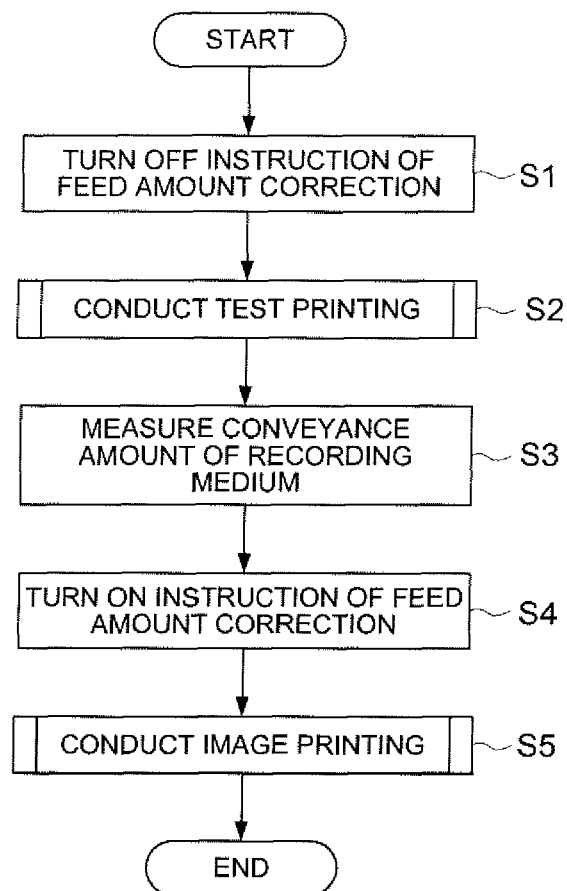 START
TURN OFF INSTRUCTION OF
FEED AMOUNT CORRECTION
S1
CONDUCT TEST PRINTING
S2
MEASURE CONVEYANCE
AMOUNT OF RECORDING
MEDIUM
S3
TURN ON INSTRUCTION OF FEED
AMOUNT CORRECTION
S4
CONDUCT IMAGE PRINTING
S5
END